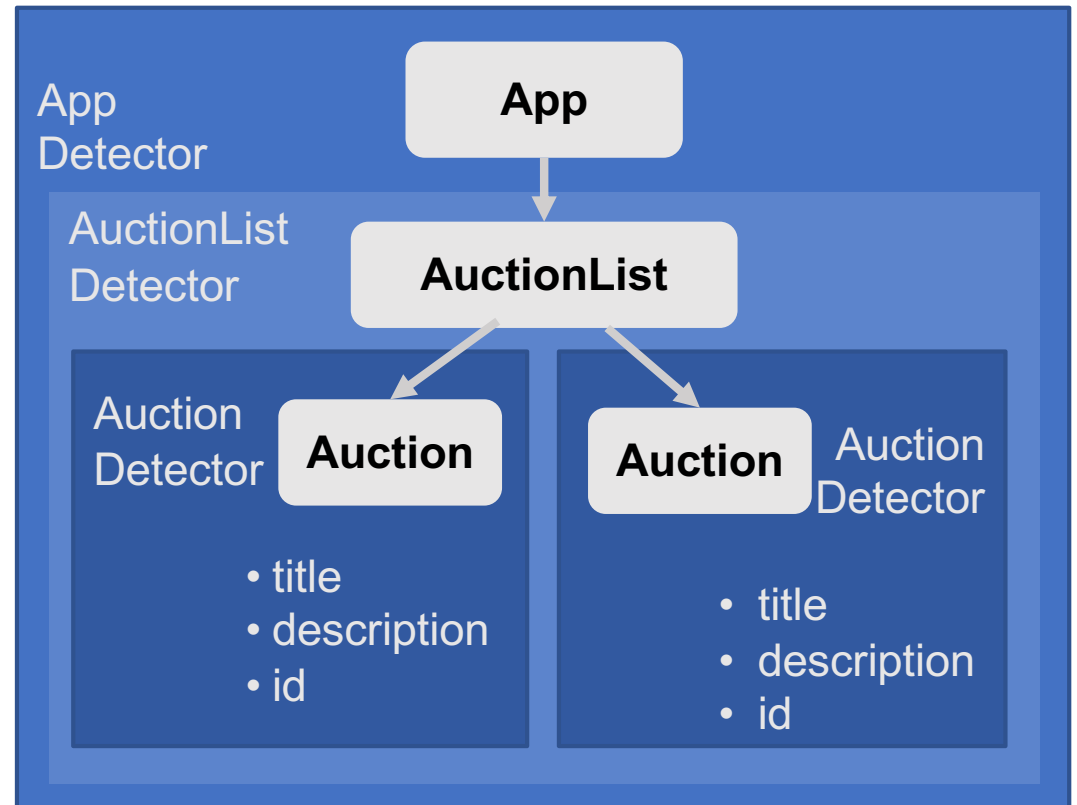 App
Detector
App
AuctionList
Detector
AuctionList
Auction
Detector
Auction
• title
• description
• id
Auction
Auction
Detector
• title
• description
• id